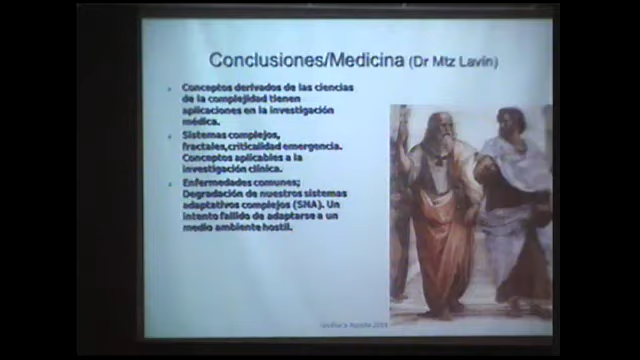 Conclusiones/Medicina (Dr Mtz Lavín)
Conceptos derivados de las ciencias
de la complejidad tienen
aplicaciones en la investigación
médica.
Sistemas complejos,
fractales,criticalidad emergencia.
Conceptos aplicables a la
investigación clínica.
Enfermedades comunes;
Degradación de nuestros sistemas
adaptativos complejos (SNA). Un
intento fallido de adaptarse a un
medio ambiente hostil.